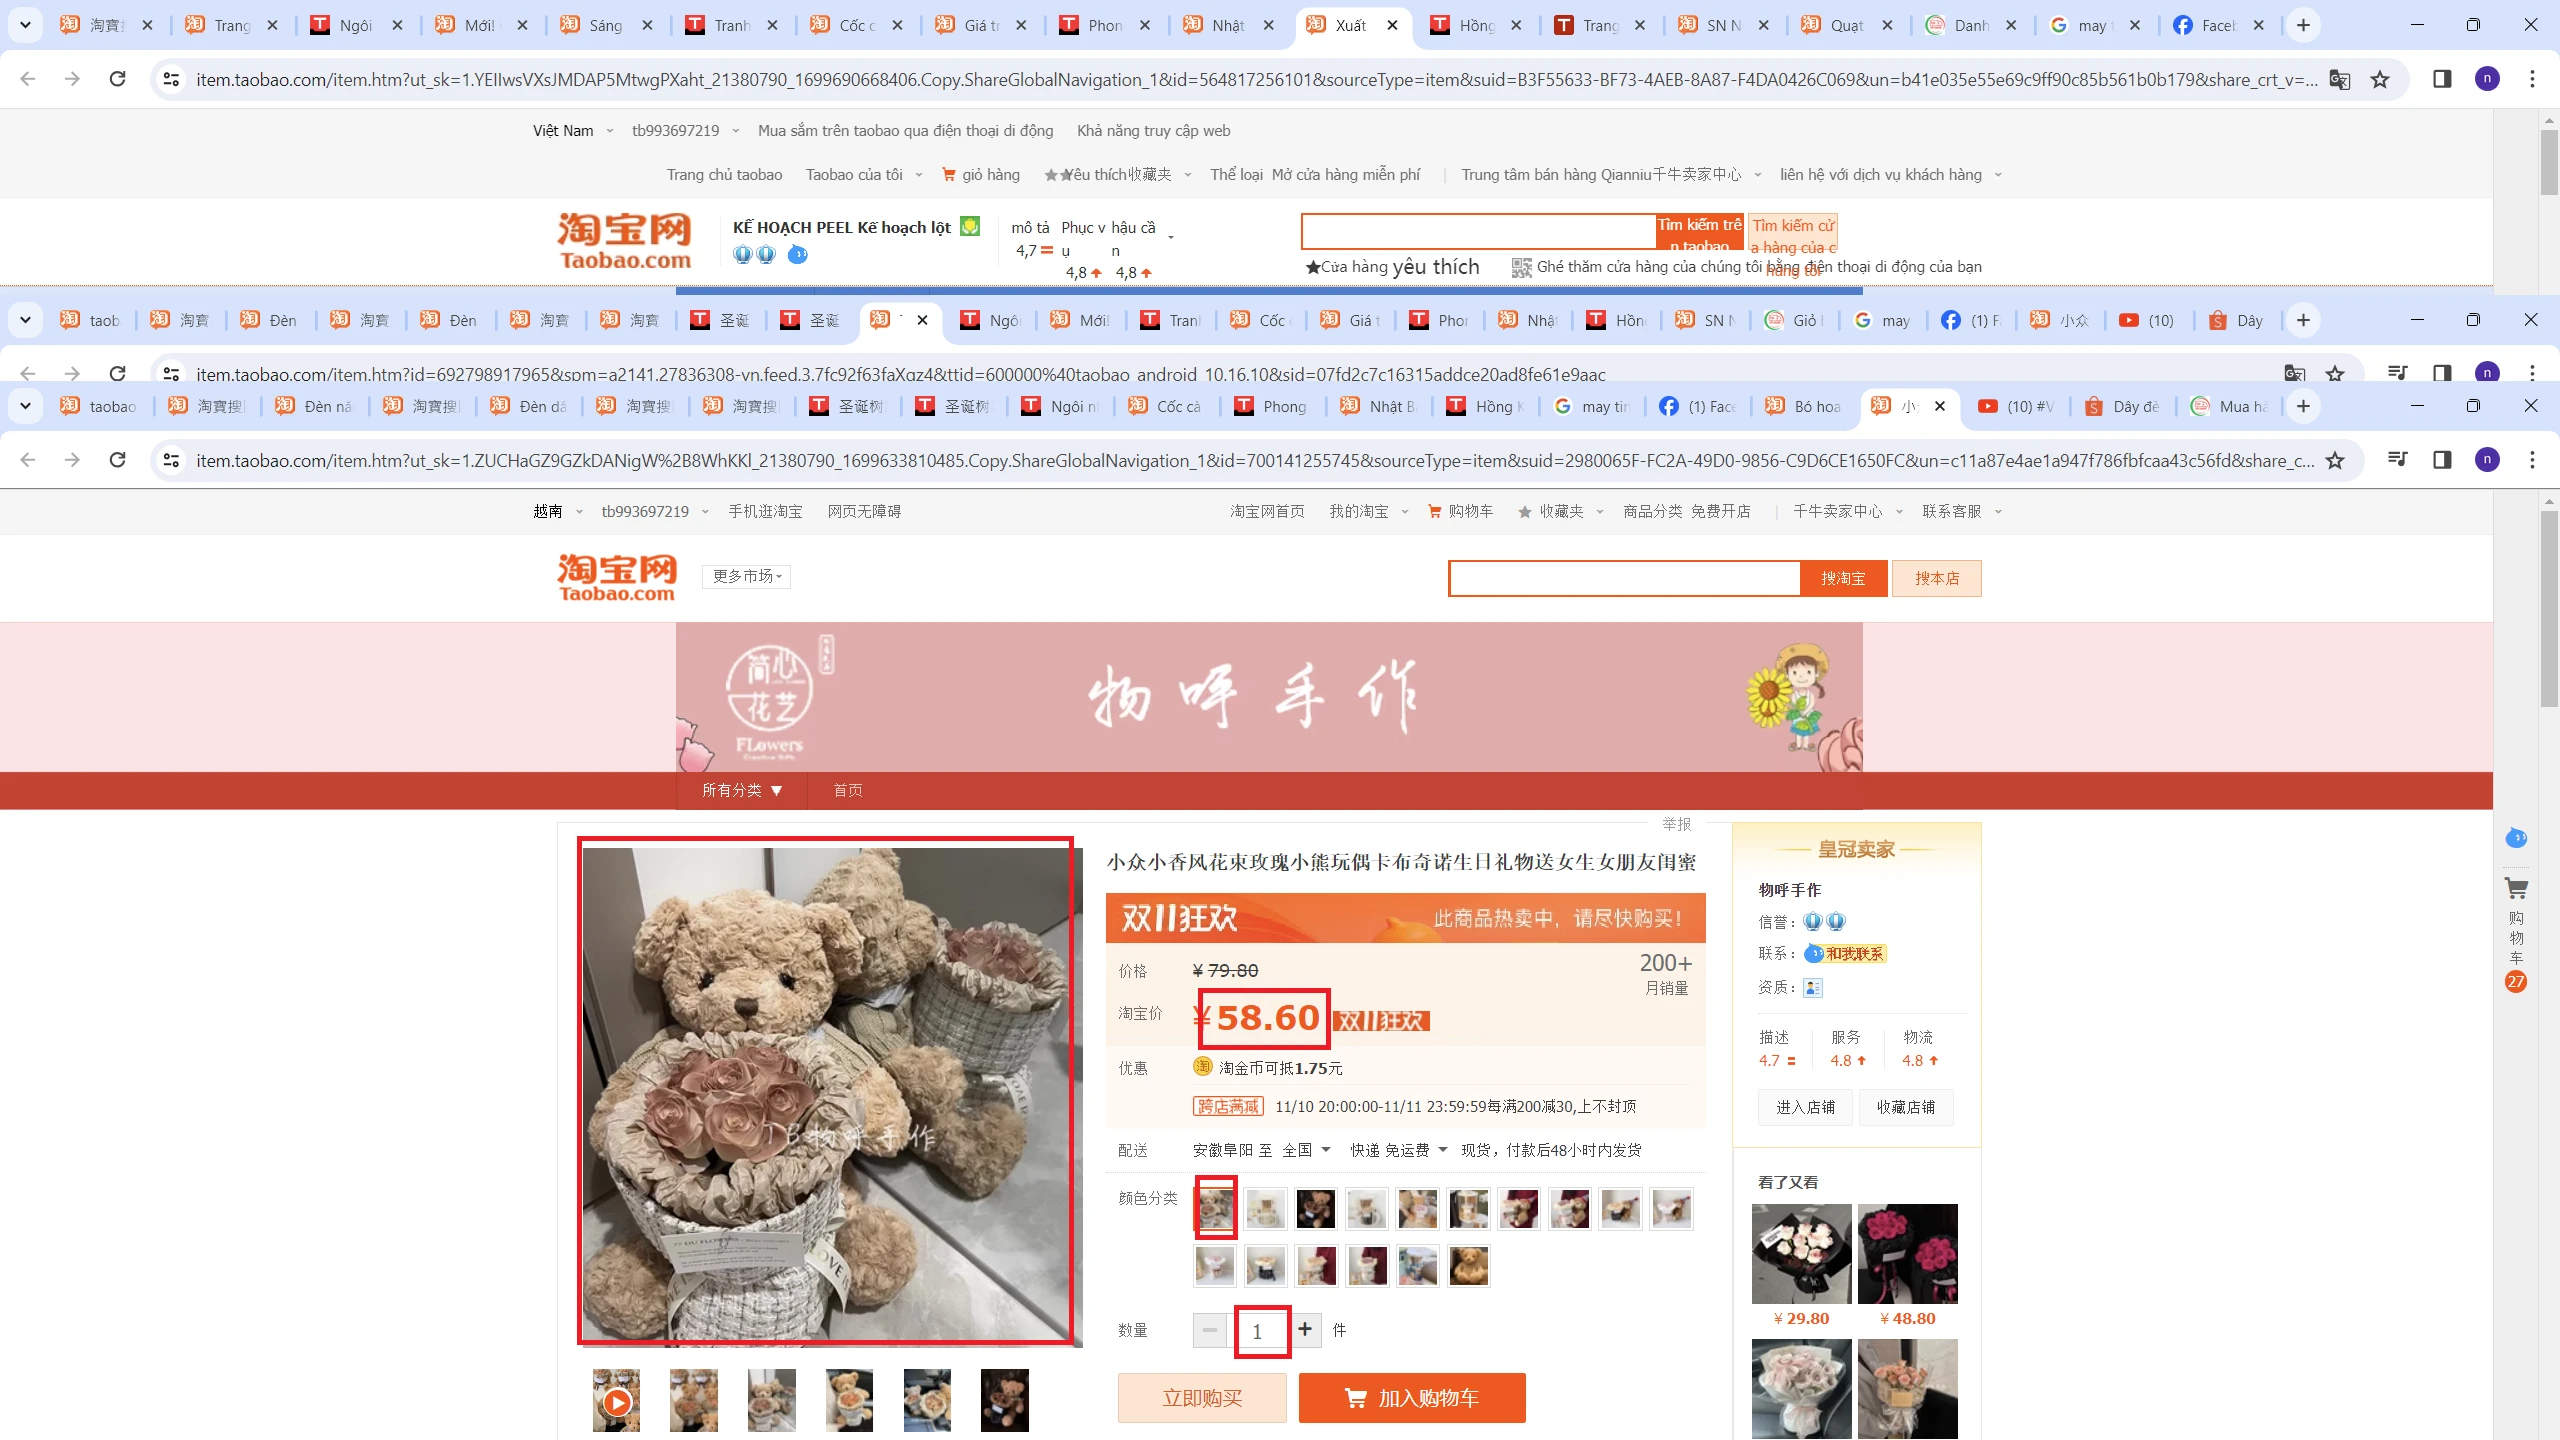 淘寶搜
Trang
Ngôi
Mới!
Sáng
Tranh
Cốc c
Giá tr
Phon
Nhật
Xuất
Hồng
Trang
SN N
Quạt
Danh
may t
Faceb
item.taobao.com/item.htm?ut_sk=1.YEIIwsVXsJMDAP5MtwgPXaht_21380790_1699690668406.Copy.ShareGlobalNavigation_1&id=564817256101&sourceType=item&suid=B3F55633-BF73-4AEB-8A87-F4DA0426C069&un=b41e035e55e69c9ff90c85b561b0b179&share_crt_v=...
n
Việt Nam tb993697219 Mua sắm trên taobao qua điện thoại di động Khả năng truy cập web
Trang chủ taobao Taobao của tôi giỏ hàng Yêu thích收藏夹 Thể loại Mở cửa hàng miễn phí Trung tâm bán hàng Qianniu千牛卖家中心 liên hệ với dịch vụ khách hàng
淘宝网
Taobao.com
KẾ HOẠCH PEEL Kế hoạch lột
mô tả Phục v hậu cầ
4,7 ụ n
4,8 4,8
Tìm kiếm trê
n taobao
Tìm kiếm cử
a hàng của c
hàng tôi
Cửa hàng yêu thích Ghé thăm cửa hàng của chúng tôi bằng điện thoại di động của bạn
taob
淘寶
Đèn
淘寶
Đèn
淘寶
淘寶
圣诞
圣诞
Ngôi
Mới!
Tranh
Cốc
Giá t
Phon
Nhật
Hồng
SN N
Giỏ h
may
(1) F
小众
(10)
Dây
item.taobao.com/item.htm?id=692798917965&spm=a2141.27836308-vn.feed.3.7fc92f63faXqz4&ttid=600000%40taobao_android_10.16.10&sid=07fd2c7c16315addce20ad8fe61e9aac
n
taobao
淘寶搜
Đèn nă
淘寶搜
Đèn dâ
淘寶搜
淘寶搜
圣诞树
圣诞树
Ngôi n
Cốc cà
Phong
Nhật B
Hồng K
may tin
(1) Face
Bó hoa
小
(10) #V
Dây đè
Mua hà
item.taobao.com/item.htm?ut_sk=1.ZUCHaGZ9GZkDANigW%2B8WhKKl_21380790_1699633810485.Copy.ShareGlobalNavigation_1&id=700141255745&sourceType=item&suid=2980065F-FC2A-49D0-9856-C9D6CE1650FC&un=c11a87e4ae1a947f786fbfcaa43c56fd&share_c...
n
越南 tb993697219 手机逛淘宝 网页无障碍 淘宝网首页 我的淘宝 购物车 收藏夹 商品分类 免费开店 千牛卖家中心 联系客服
淘宝网
Taobao.com
更多市场
搜淘宝
搜本店
简心
花艺
FLowers
物呼手作
所有分类 ▼ 首页
举报
小众小香风花束玫瑰小熊玩偶卡布奇诺生日礼物送女生女朋友闺蜜
双11狂欢 此商品热卖中，请尽快购买！
价格 ¥ 79.80
200+
月销量
淘宝价 ¥ 58.60 双11狂欢
优惠 淘金币可抵1.75元
跨店满减 11/10 20:00:00-11/11 23:59:59每满200减30,上不封顶
配送 安徽阜阳 至 全国 快递 免运费 现货，付款后48小时内发货
颜色分类
数量 1 件
立即购买
加入购物车
TB物呼手作
皇冠卖家
物呼手作
信誉：
联系： 和我联系
资质：
描述 服务 物流
4.7 4.8 4.8
进入店铺 收藏店铺
看了又看
¥ 29.80 ¥ 48.80
购
物
车
27